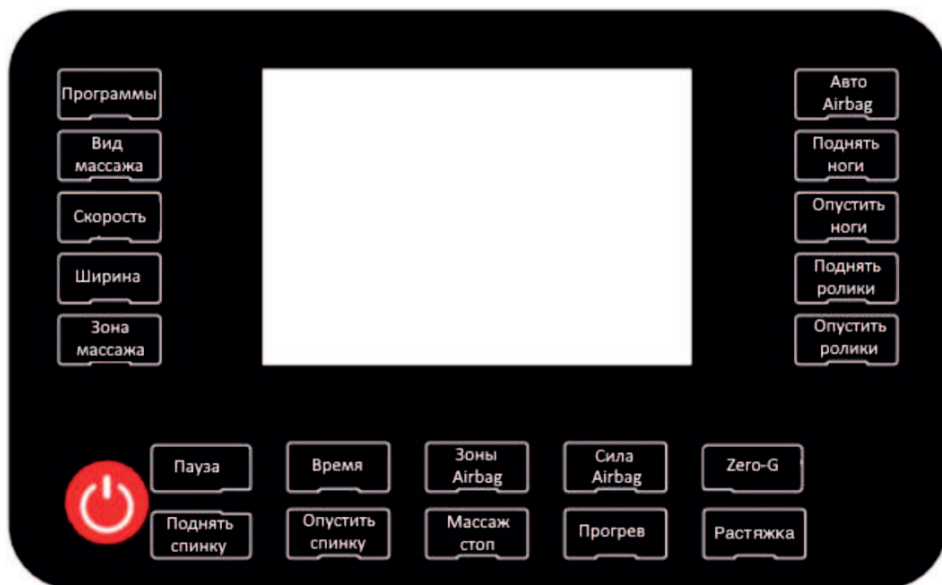 Программы
Вид
массажа
Скорость
Ширина
Зона
массажа
Авто
Airbag
Поднять
ноги
Опустить
ноги
Поднять
ролики
Опустить
ролики
Пауза
Время
Зоны
Airbag
Сила
Airbag
Zero-G
Поднять
спинку
Опустить
спинку
Массаж
стоп
Прогрев
Растяжка